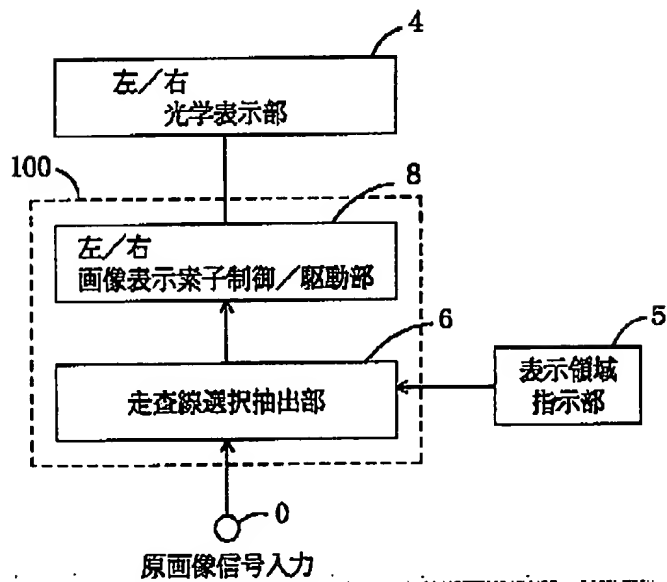 4
左/右
光学表示部
100
8
左/右
画像表示素子制御/駆動部
6
5
走査線選択抽出部
表示領域
指示部
0
原画像信号入力